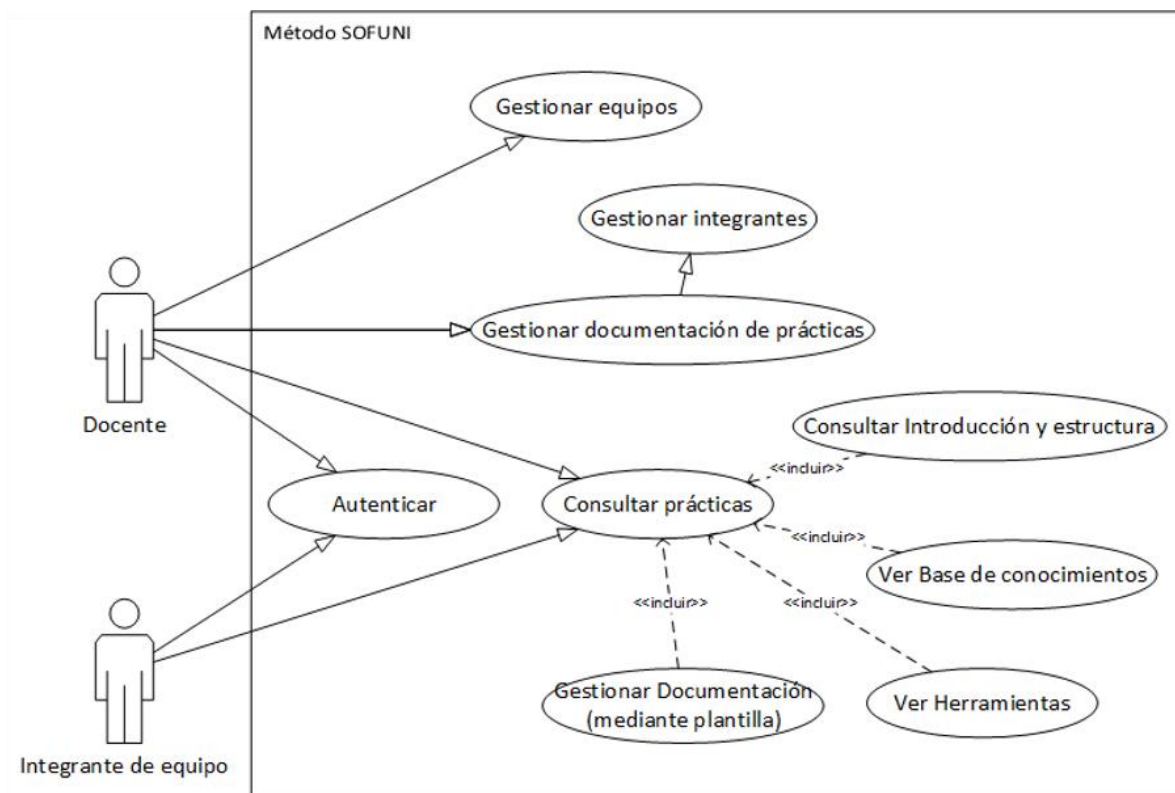 Método SOFUNI
Gestionar equipos
Gestionar integrantes
Gestionar documentación de prácticas
Docente
Consultar Introducción y estructura
<<incluir>>
Autenticar
Consultar prácticas
<<incluir>>
Ver Base de conocimientos
<<incluir>>
<<incluir>>
Gestionar Documentación
(mediante plantilla)
Ver Herramientas
Integrante de equipo